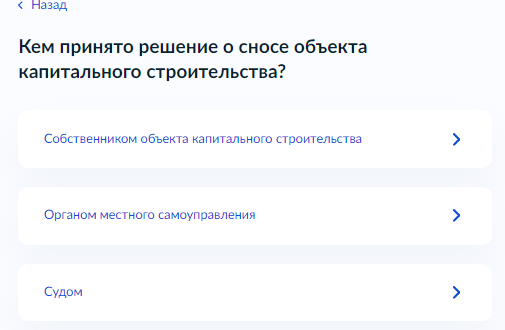 Назад
Кем принято решение о сносе объекта
капитального строительства?
Собственником объекта капитального строительства
Органом местного самоуправления
Судом